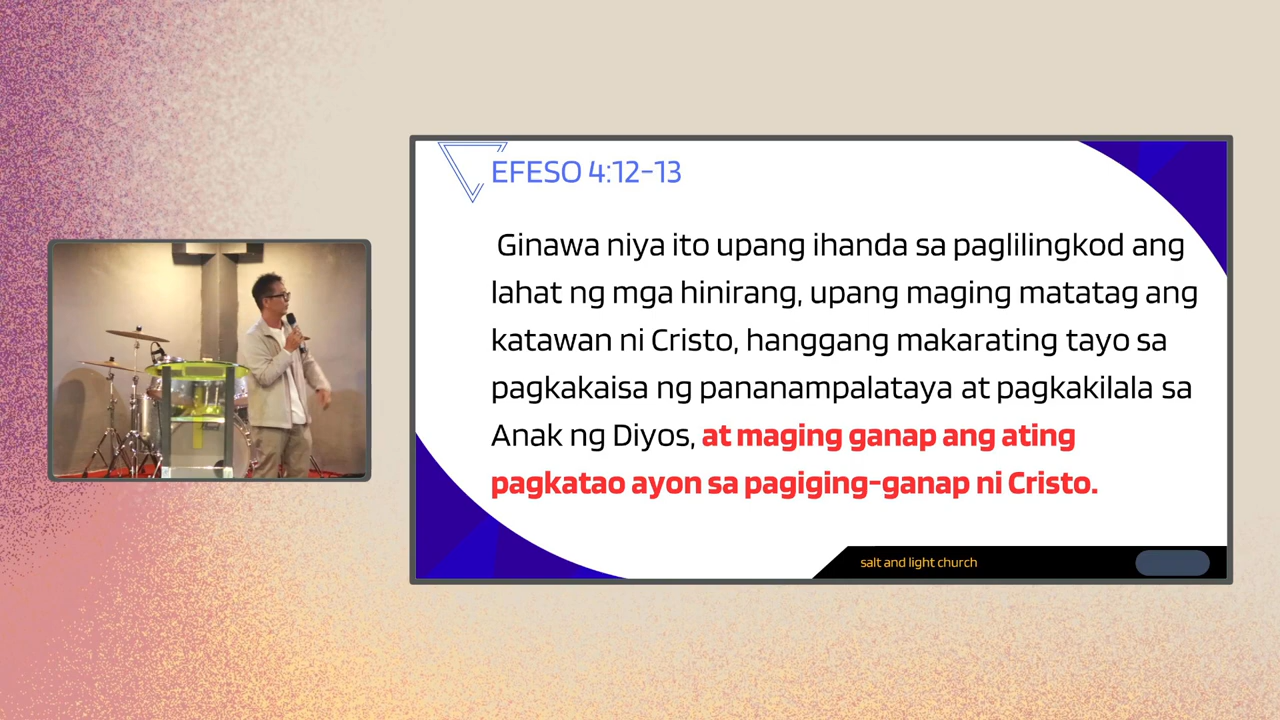 EFESO 4:12-13
Ginawa niya ito upang ihanda sa paglilingkod ang
lahat ng mga hinirang, upang maging matatag ang
katawan ni Cristo, hanggang makarating tayo sa
pagkakaisa ng pananampalataya at pagkakilala sa
Anak ng Diyos, at maging ganap ang ating
pagkatao ayon sa pagiging-ganap ni Cristo.
salt and light church